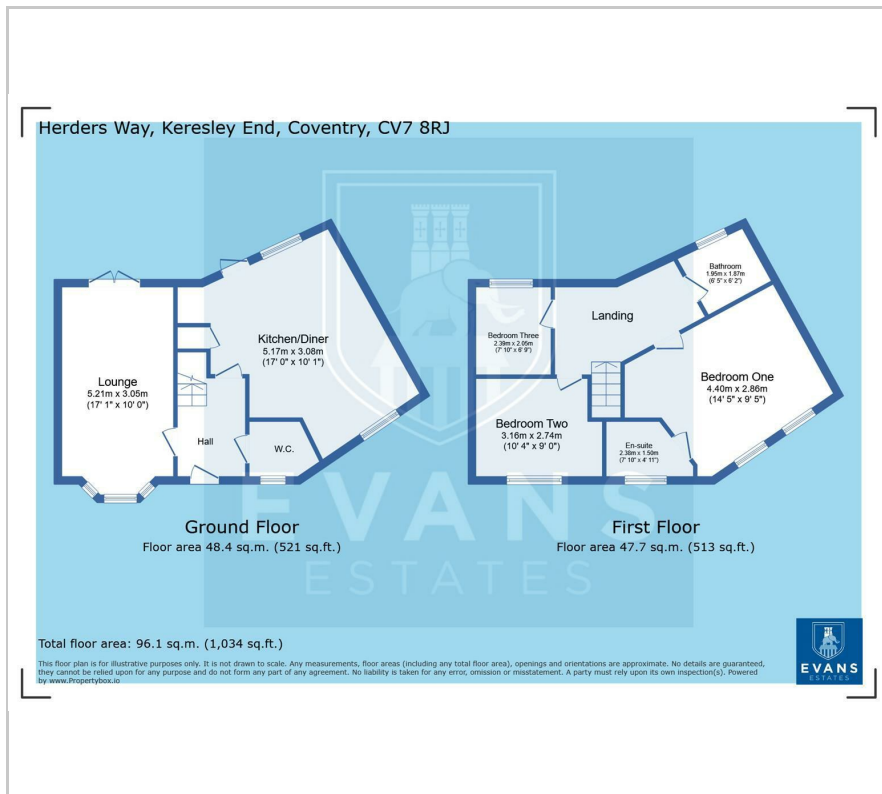 Herders Way, Keresley End, Coventry, CV7 8RJ
Kitchen/Diner
5.17m x 3.08m
(17' 0" x 10' 1")
Lounge
5.21m x 3.05m
(17' 1" x 10' 0")
Hall
W.C.
Ground Floor
Floor area 48.4 sq.m. (521 sq.ft.)
Bathroom
1.95m x 1.87m
(6' 5" x 6' 2")
Landing
Bedroom Three
2.39m x 2.05m
(7' 10" x 6' 9")
Bedroom One
4.40m x 2.86m
(14' 5" x 9' 5")
Bedroom Two
3.16m x 2.74m
(10' 4" x 9' 0")
En-suite
2.38m x 1.50m
(7' 10" x 4' 11")
First Floor
Floor area 47.7 sq.m. (513 sq.ft.)
EVANS
ESTATES
Total floor area: 96.1 sq.m. (1,034 sq.ft.)
This floor plan is for illustrative purposes only. It is not drawn to scale. Any measurements, floor areas (including any total floor area), openings and orientations are approximate. No details are guaranteed,
they cannot be relied upon for any purpose and do not form any part of any agreement. No liability is taken for any error, omission or misstatement. A party must rely upon its own inspection(s). Powered
by www.Propertybox.io
EVANS
ESTATES